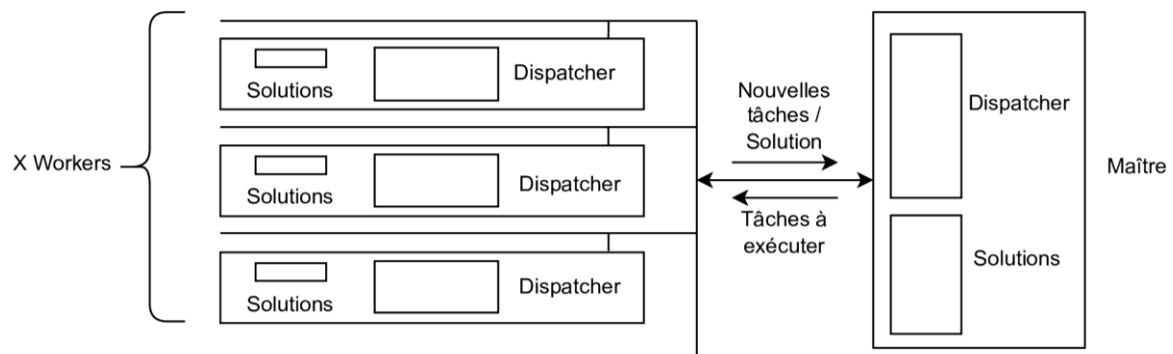 X Workers
Solutions
Dispatcher
Solutions
Dispatcher
Solutions
Dispatcher
Nouvelles
tâches /
Solution
Tâches à
exécuter
Dispatcher
Solutions
Maître